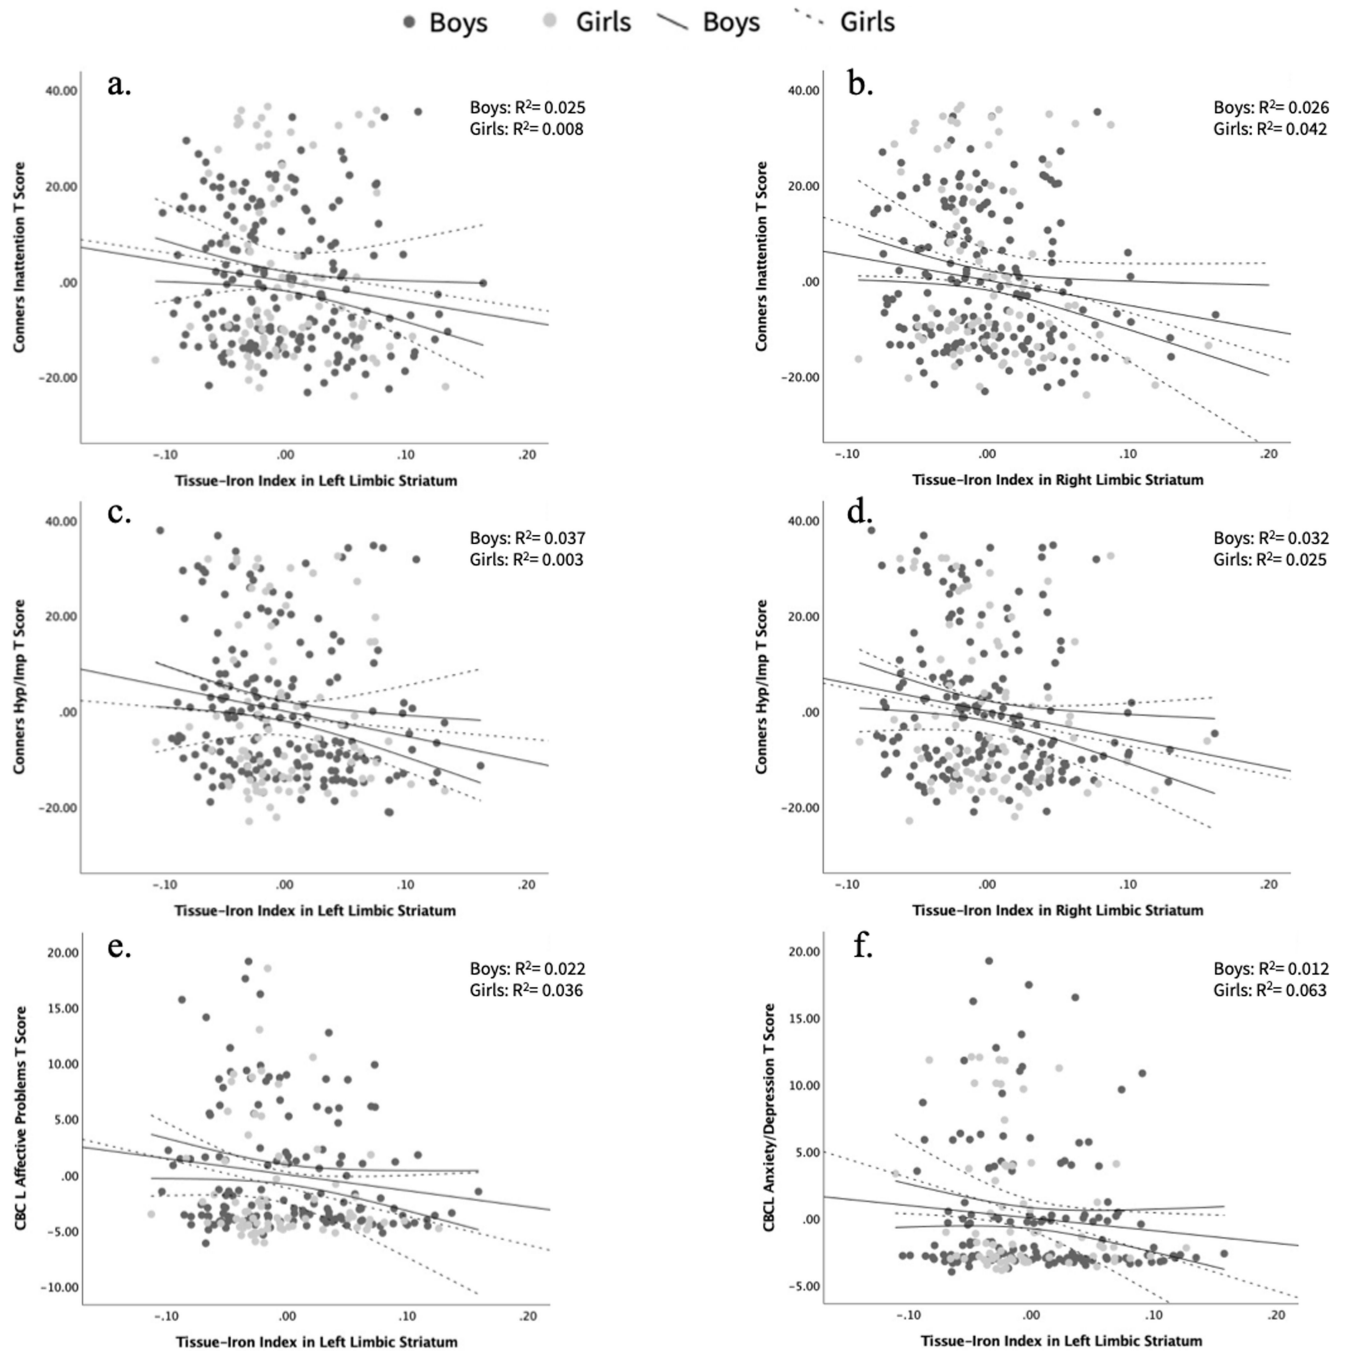 Boys Girls Boys Girls
a.
Boys: R²= 0.025
Girls: R²= 0.008
Conners Inattention T Score
40.00
20.00
.00
−20.00
−.10 .00 .10 .20
Tissue−Iron Index in Left Limbic Striatum
b.
Boys: R²= 0.026
Girls: R²= 0.042
Conners Inattention T Score
40.00
20.00
.00
−20.00
−.10 .00 .10 .20
Tissue−Iron Index in Right Limbic Striatum
c.
Boys: R²= 0.037
Girls: R²= 0.003
Conners Hyp/Imp T Score
40.00
20.00
.00
−20.00
−.10 .00 .10 .20
Tissue−Iron Index in Left Limbic Striatum
d.
Boys: R²= 0.032
Girls: R²= 0.025
Conners Hyp/Imp T Score
40.00
20.00
.00
−20.00
−.10 .00 .10 .20
Tissue−Iron Index in Right Limbic Striatum
e.
Boys: R²= 0.022
Girls: R²= 0.036
CBC L Affective Problems T Score
20.00
15.00
10.00
5.00
.00
−5.00
−10.00
−.10 .00 .10 .20
Tissue−Iron Index in Left Limbic Striatum
f.
Boys: R²= 0.012
Girls: R²= 0.063
CBCL Anxiety/Depression T Score
20.00
15.00
10.00
5.00
.00
−5.00
−.10 .00 .10 .20
Tissue−Iron Index in Left Limbic Striatum